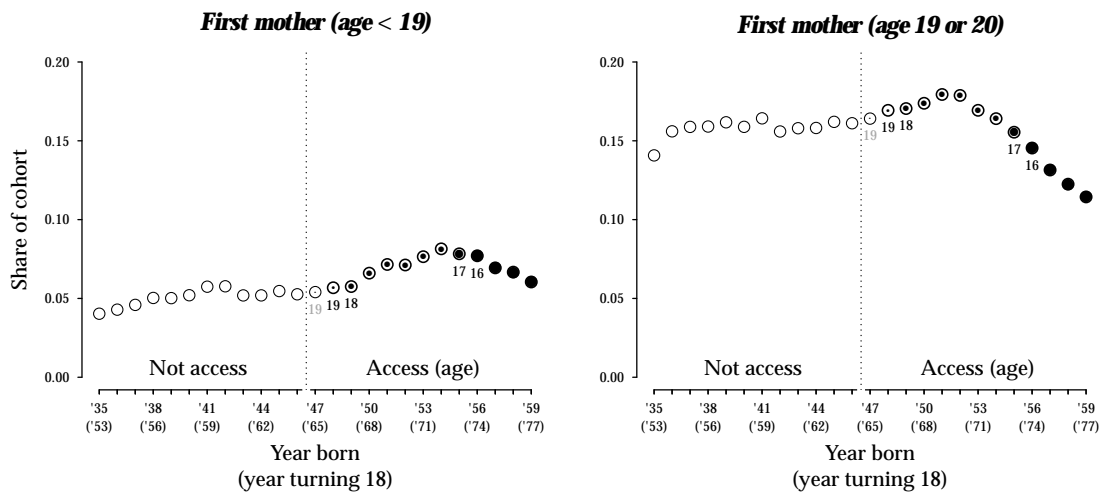 First mother (age < 19)
Share of cohort
0.20
0.15
0.10
0.05
0.00
19
19
18
17
16
Not access
Access (age)
'35 '38 '41 '44 '47 '50 '53 '56 '59
('53) ('56) ('59) ('62) ('65) ('68) ('71) ('74) ('77)
Year born
(year turning 18)
First mother (age 19 or 20)
0.20
0.15
0.10
0.05
0.00
19
19
18
17
16
Not access
Access (age)
'35 '38 '41 '44 '47 '50 '53 '56 '59
('53) ('56) ('59) ('62) ('65) ('68) ('71) ('74) ('77)
Year born
(year turning 18)